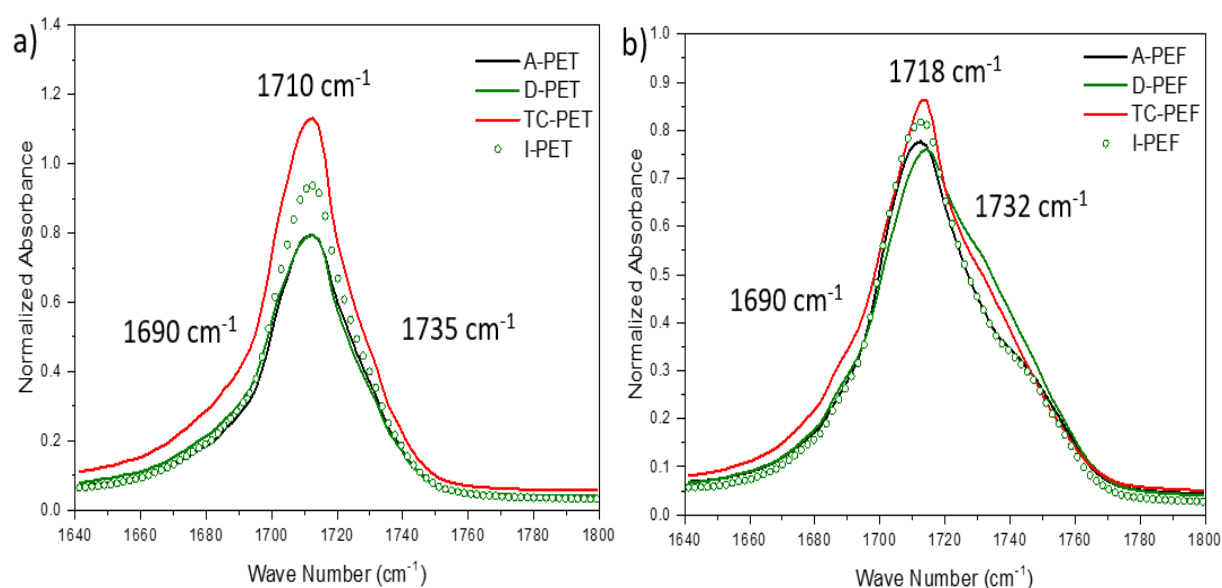 a)
1710 cm⁻¹
1690 cm⁻¹
1735 cm⁻¹
A-PET
D-PET
TC-PET
I-PET
Normalized Absorbance
1.4
1.2
1.0
0.8
0.6
0.4
0.2
0.0
1640 1660 1680 1700 1720 1740 1760 1780 1800
Wave Number (cm⁻¹)
b)
1718 cm⁻¹
1732 cm⁻¹
1690 cm⁻¹
A-PEF
D-PEF
TC-PEF
I-PEF
Normalized Absorbance
1.0
0.9
0.8
0.7
0.6
0.5
0.4
0.3
0.2
0.1
0.0
1640 1660 1680 1700 1720 1740 1760 1780 1800
Wave Number (cm⁻¹)